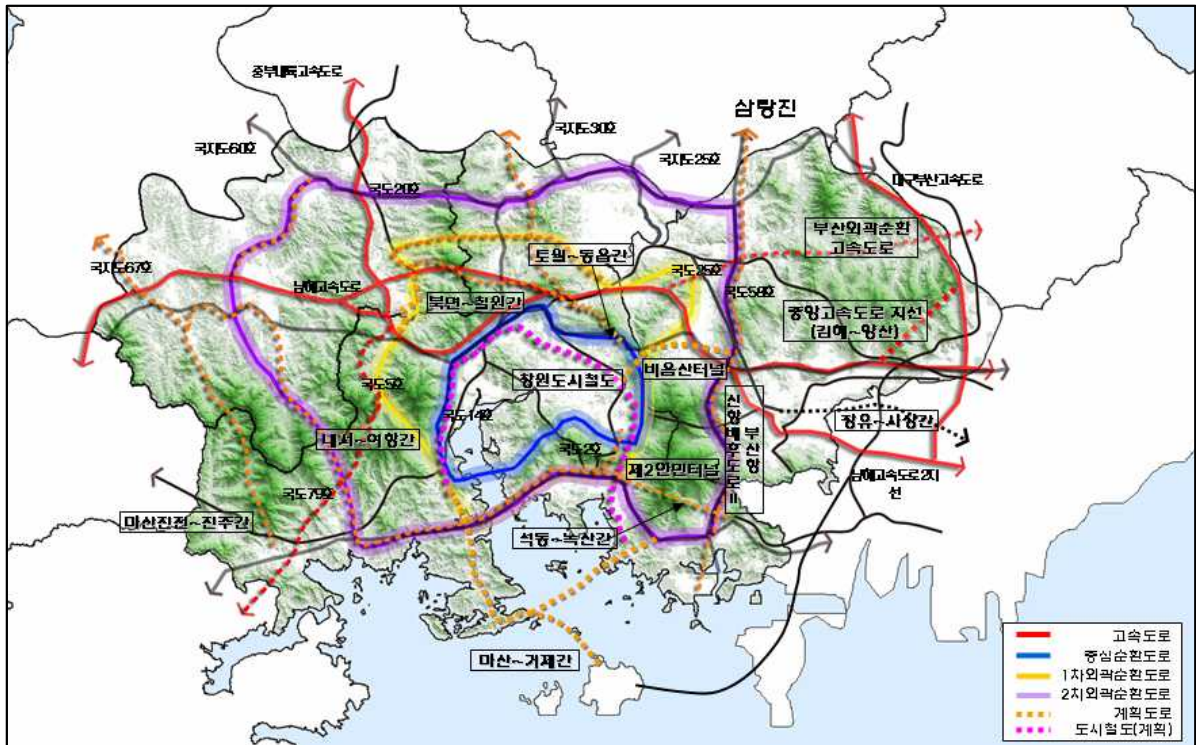 중부내륙고속도로
삼랑진
국지도30호
국지도60호
국지도25호
대구부산고속도로
국도20호
부산외곽순환
고속도로
토월~동읍간
국지도67호
국도25호
남해고속도로
국도58호
북면~칠원간
중앙고속도로 지선
(김해~양산)
비음산터널
창원도시철도
국도5호
신항배후도로Ⅱ
부산항
국도14호
장유~사상간
내서~여항간
국도2호
제2안민터널
남해고속도로2지
선
국도79호
마산진전~진주간
석동~녹산간
마산~거제간
고속도로
중심순환도로
1차외곽순환도로
2차외곽순환도로
계획도로
도시철도(계획)